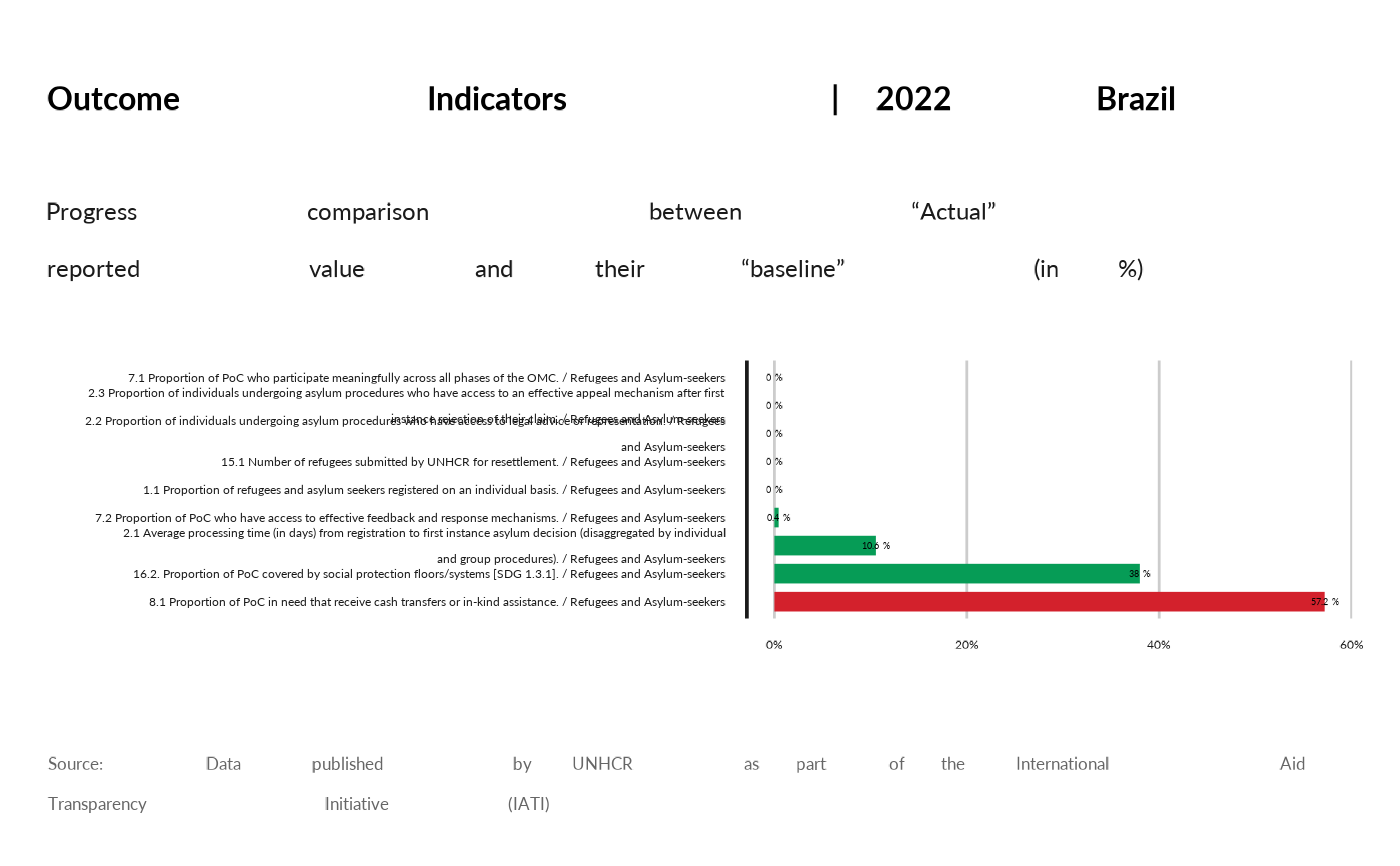 Outcome Indicators | 2022 Brazil
Progress comparison between “Actual”
reported value and their “baseline” (in %)
7.1 Proportion of PoC who participate meaningfully across all phases of the OMC. / Refugees and Asylum-seekers
0 %
2.3 Proportion of individuals undergoing asylum procedures who have access to an effective appeal mechanism after first
instance rejection of their claim. / Refugees and Asylum-seekers
0 %
2.2 Proportion of individuals undergoing asylum procedures who have access to legal advice or representation. / Refugees
and Asylum-seekers
0 %
15.1 Number of refugees submitted by UNHCR for resettlement. / Refugees and Asylum-seekers
0 %
1.1 Proportion of refugees and asylum seekers registered on an individual basis. / Refugees and Asylum-seekers
0 %
7.2 Proportion of PoC who have access to effective feedback and response mechanisms. / Refugees and Asylum-seekers
0.4 %
2.1 Average processing time (in days) from registration to first instance asylum decision (disaggregated by individual
and group procedures). / Refugees and Asylum-seekers
10.6 %
16.2. Proportion of PoC covered by social protection floors/systems [SDG 1.3.1]. / Refugees and Asylum-seekers
38 %
8.1 Proportion of PoC in need that receive cash transfers or in-kind assistance. / Refugees and Asylum-seekers
57.2 %
0% 20% 40% 60%
Source: Data published by UNHCR as part of the International Aid
Transparency Initiative (IATI)